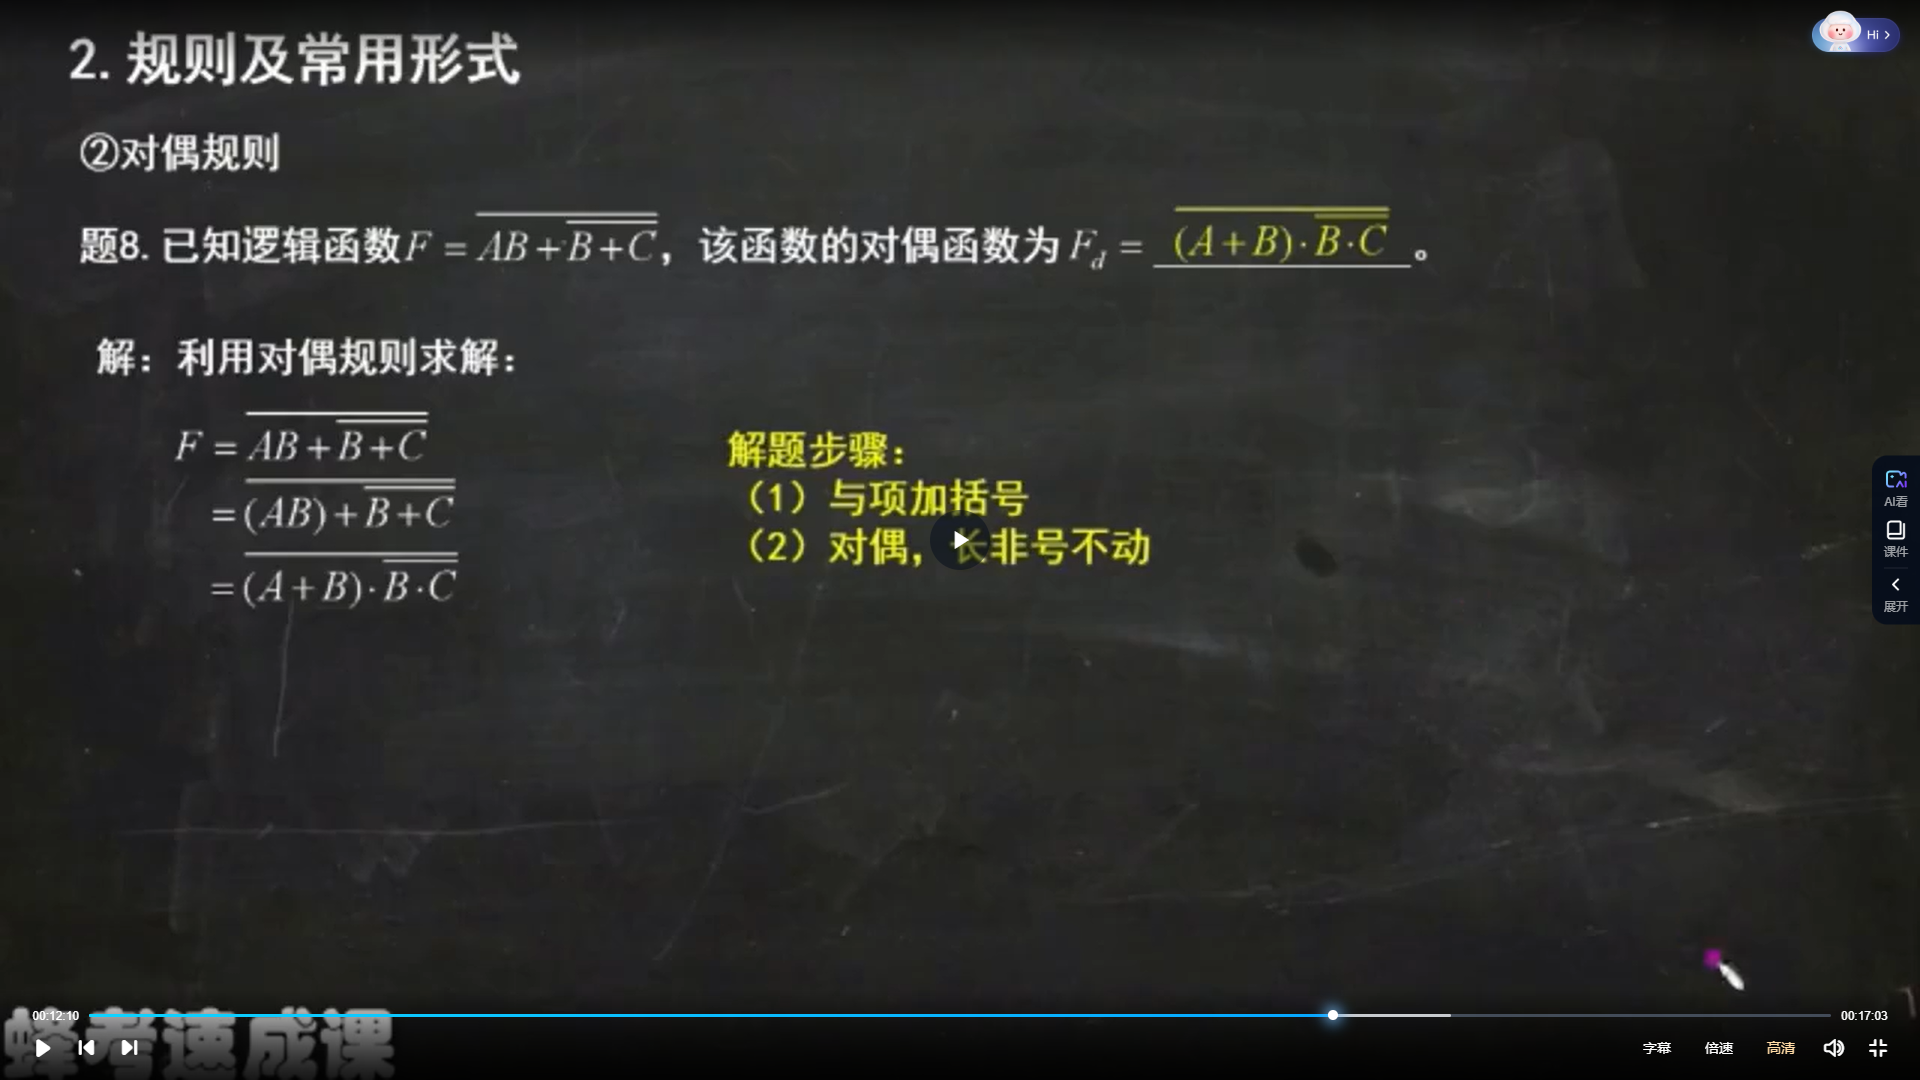 2. 规则及常用形式
Hi >
②对偶规则
题8. 已知逻辑函数 $F = \overline{AB + \overline{B + C}}$，该函数的对偶函数为 $F_d = \overline{(A + B) \cdot \overline{B \cdot C}}$。
解：利用对偶规则求解：
$F = \overline{AB + \overline{B + C}}$
$= \overline{(AB) + \overline{B + C}}$
$= \overline{(A + B) \cdot \overline{B \cdot C}}$
解题步骤：
（1）与项加括号
（2）对偶，长非号不动
AI看
课件
展开
蜂考速成课
00:12:10
00:17:03
字幕 倍速 高清